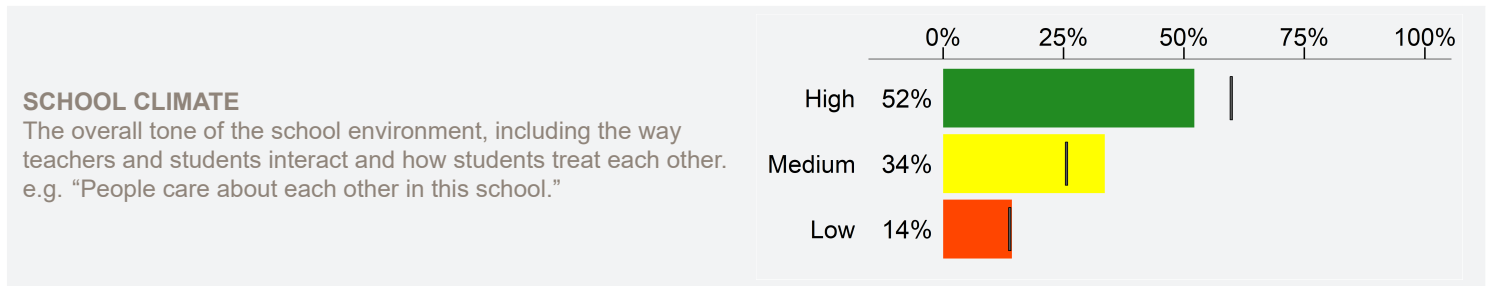 SCHOOL CLIMATE
The overall tone of the school environment, including the way
teachers and students interact and how students treat each other.
e.g. “People care about each other in this school.”
0% 25% 50% 75% 100%
High 52%
Medium 34%
Low 14%